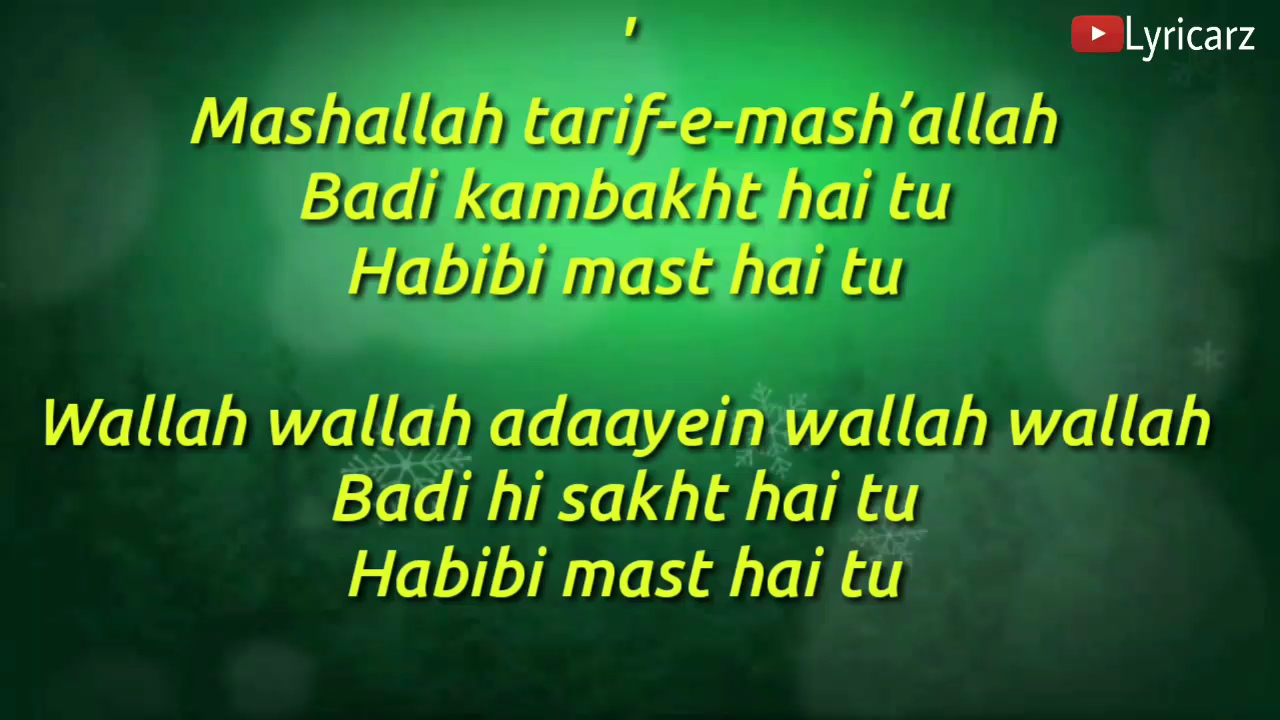 Lyricarz
'
Mashallah tarif-e-mash'allah
Badi kambakht hai tu
Habibi mast hai tu
Wallah wallah adaayein wallah wallah
Badi hi sakht hai tu
Habibi mast hai tu